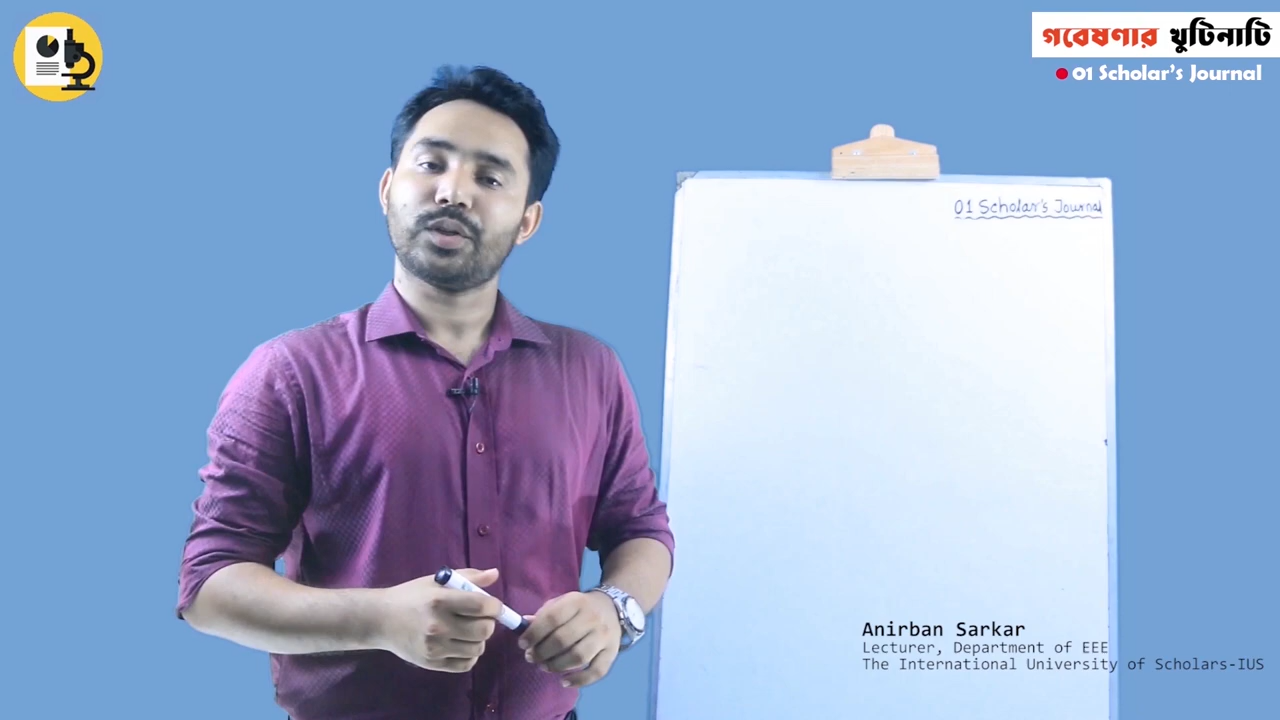 গবেষণার খুটিনাটি
01 Scholar's Journal
01 Scholar's Journal
Anirban Sarkar
Lecturer, Department of EEE
The International University of Scholars-IUS